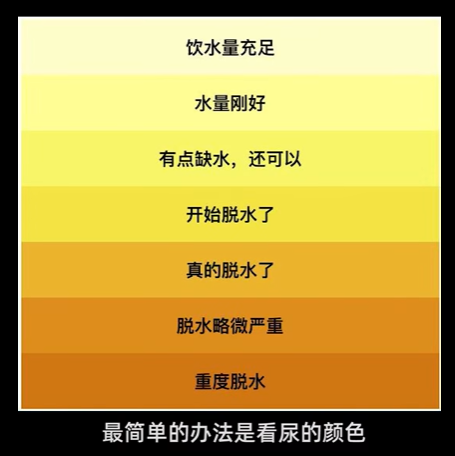 饮水量充足
水量刚好
有点缺水，还可以
开始脱水了
真的脱水了
脱水略微严重
重度脱水
最简单的办法是看尿的颜色